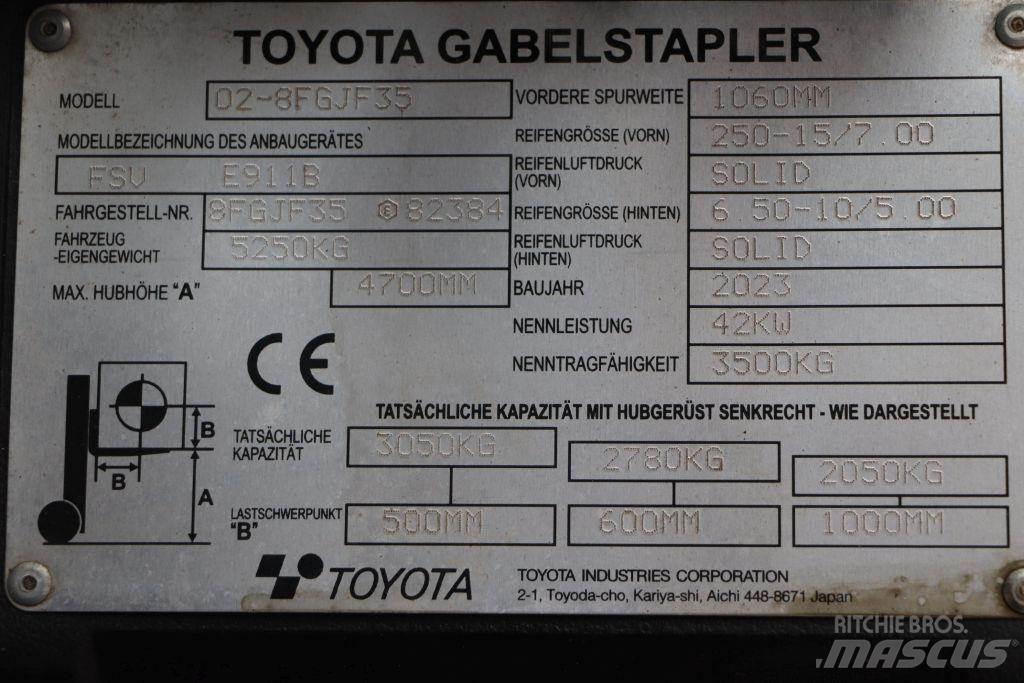 TOYOTA GABELSTAPLER
MODELL 02-8FGJF35
MODELLBEZEICHNUNG DES ANBAUGERÄTES
FSV E911B
FAHRGESTELL-NR. 8FGJF35 E 82384
FAHRZEUG
-EIGENGEWICHT 5250KG
MAX. HUBHÖHE "A" 4700MM
VORDERE SPURWEITE 1060MM
REIFENGRÖSSE (VORN) 250-15/7.00
REIFENLUFTDRUCK
(VORN) SOLID
REIFENGRÖSSE (HINTEN) 6.50-10/5.00
REIFENLUFTDRUCK
(HINTEN) SOLID
BAUJAHR 2023
NENNLEISTUNG 42KW
NENNTRAGFÄHIGKEIT 3500KG
CE
B
B
A
TATSÄCHLICHE KAPAZITÄT MIT HUBGERÜST SENKRECHT - WIE DARGESTELLT
TATSÄCHLICHE
KAPAZITÄT 3050KG 2780KG 2050KG
LASTSCHWERPUNKT
"B" 500MM 600MM 1000MM
TOYOTA
TOYOTA INDUSTRIES CORPORATION
2-1, Toyoda-cho, Kariya-shi, Aichi 448-8671 Japan
RITCHIE BROS.
MASCUS